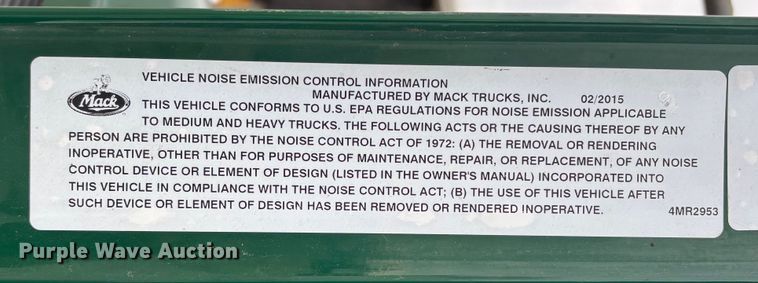 Mack
VEHICLE NOISE EMISSION CONTROL INFORMATION
MANUFACTURED BY MACK TRUCKS, INC. 02/2015
THIS VEHICLE CONFORMS TO U.S. EPA REGULATIONS FOR NOISE EMISSION APPLICABLE
TO MEDIUM AND HEAVY TRUCKS. THE FOLLOWING ACTS OR THE CAUSING THEREOF BY ANY
PERSON ARE PROHIBITED BY THE NOISE CONTROL ACT OF 1972: (A) THE REMOVAL OR RENDERING
INOPERATIVE, OTHER THAN FOR PURPOSES OF MAINTENANCE, REPAIR, OR REPLACEMENT, OF ANY NOISE
CONTROL DEVICE OR ELEMENT OF DESIGN (LISTED IN THE OWNER'S MANUAL) INCORPORATED INTO
THIS VEHICLE IN COMPLIANCE WITH THE NOISE CONTROL ACT; (B) THE USE OF THIS VEHICLE AFTER
SUCH DEVICE OR ELEMENT OF DESIGN HAS BEEN REMOVED OR RENDERED INOPERATIVE. 4MR2953
Purple Wave Auction